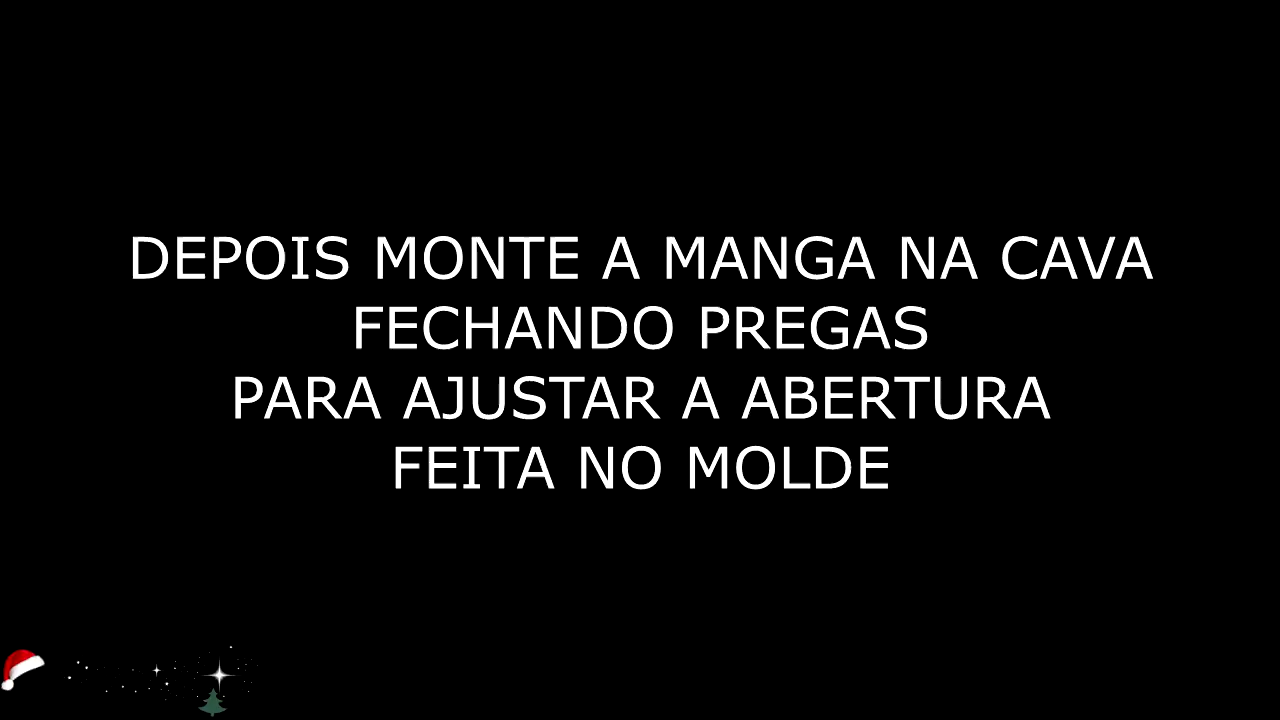 DEPOIS MONTE A MANGA NA CAVA
FECHANDO PREGAS
PARA AJUSTAR A ABERTURA
FEITA NO MOLDE